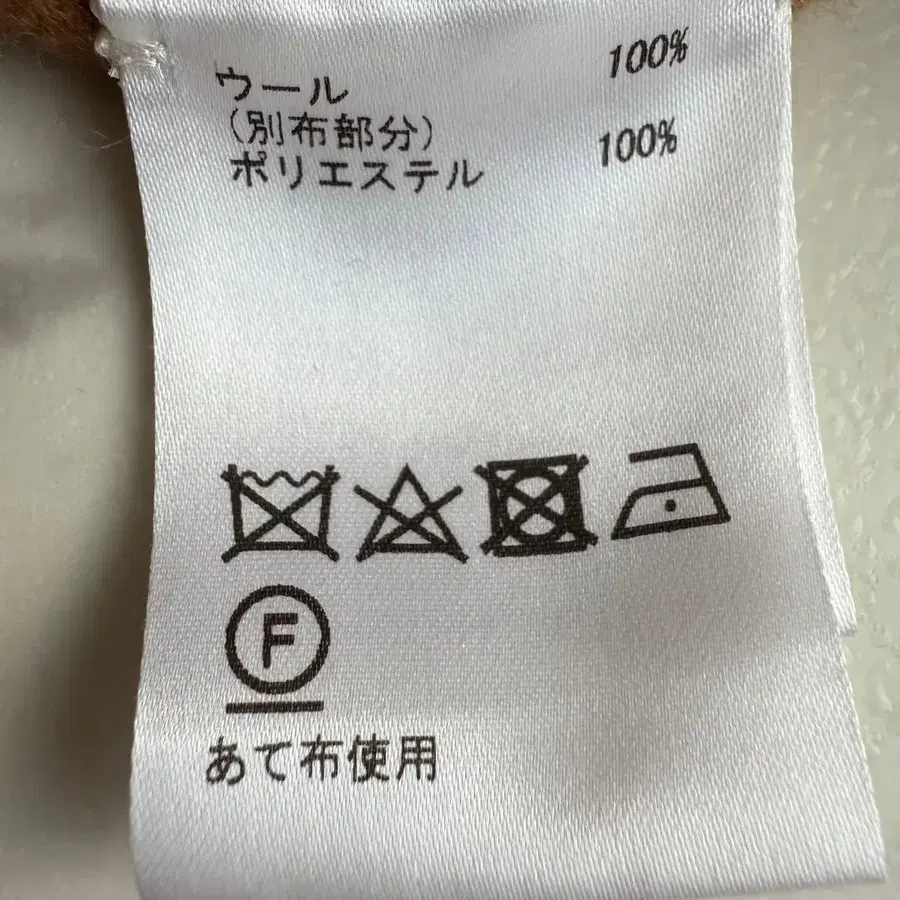 ウール 100%
(別布部分)
ポリエステル 100%
F
あて布使用